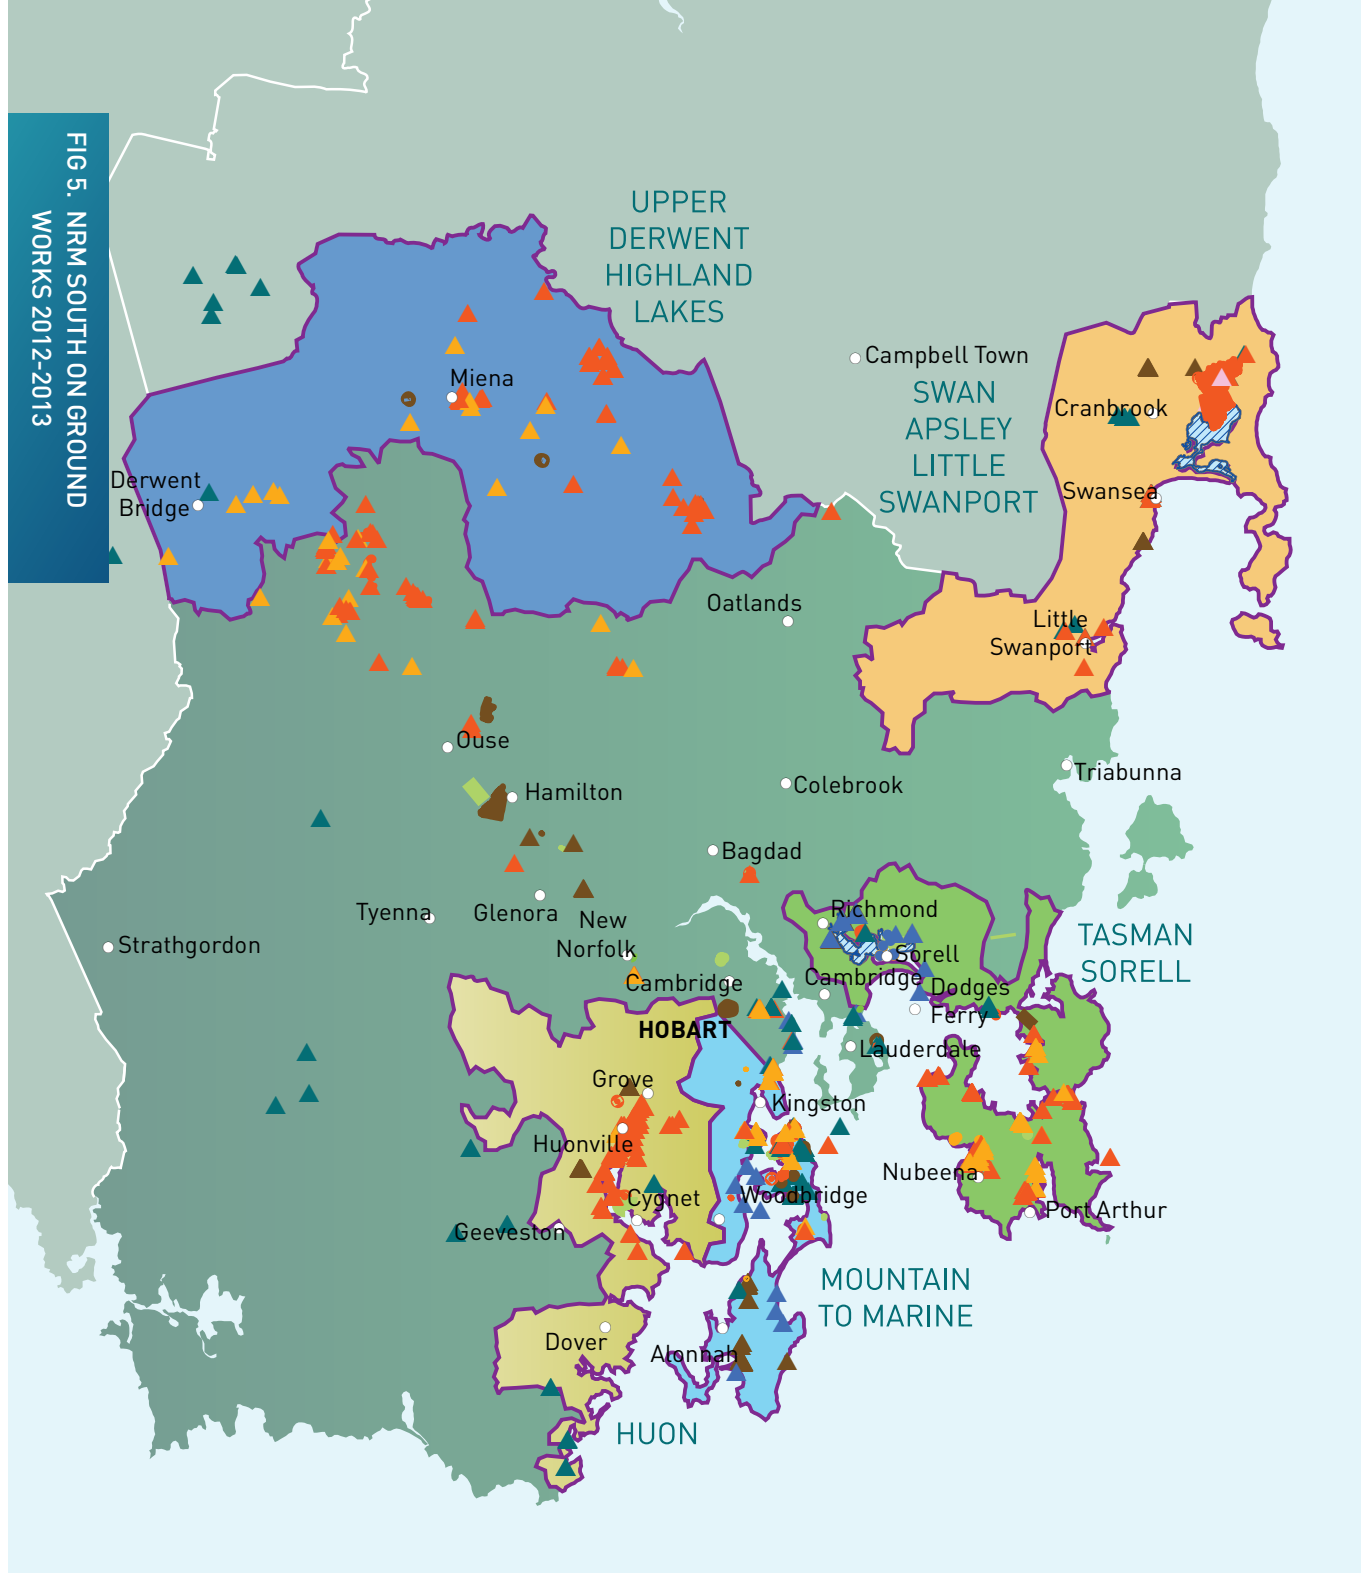 FIG 5. NRM SOUTH ON GROUND
WORKS 2012-2013
UPPER
DERWENT
HIGHLAND
LAKES
Campbell Town
SWAN
APSLEY
LITTLE
SWANPORT
Miena
Cranbrook
Swansea
Derwent
Bridge
Oatlands
Little
Swanport
Ouse
Triabunna
Hamilton
Colebrook
Bagdad
Tyenna
Glenora
New
Norfolk
Richmond
TASMAN
SORELL
Strathgordon
Sorell
Cambridge
Cambridge
Dodges
Ferry
HOBART
Lauderdale
Grove
Kingston
Huonville
Nubeena
Cygnet
Woodbridge
Port Arthur
Geeveston
MOUNTAIN
TO MARINE
Dover
Alonnah
HUON